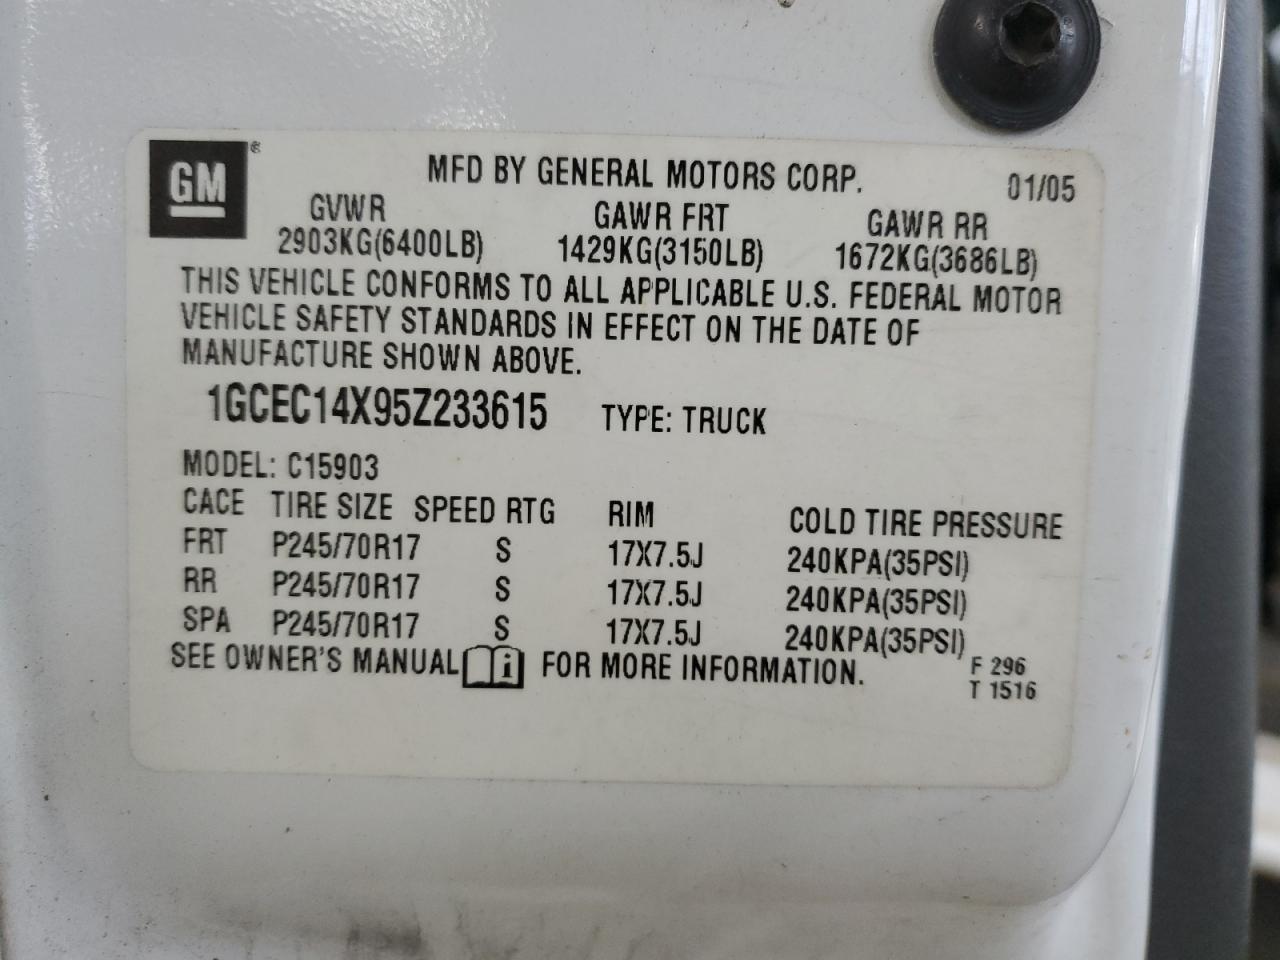 GM ®
MFD BY GENERAL MOTORS CORP. 01/05
GVWR GAWR FRT GAWR RR
2903KG(6400LB) 1429KG(3150LB) 1672KG(3686LB)
THIS VEHICLE CONFORMS TO ALL APPLICABLE U.S. FEDERAL MOTOR
VEHICLE SAFETY STANDARDS IN EFFECT ON THE DATE OF
MANUFACTURE SHOWN ABOVE.
1GCEC14X95Z233615 TYPE: TRUCK
MODEL: C15903
CACE TIRE SIZE SPEED RTG RIM COLD TIRE PRESSURE
FRT P245/70R17 S 17X7.5J 240KPA(35PSI)
RR P245/70R17 S 17X7.5J 240KPA(35PSI)
SPA P245/70R17 S 17X7.5J 240KPA(35PSI)
SEE OWNER'S MANUAL i FOR MORE INFORMATION.
F 296
T 1516